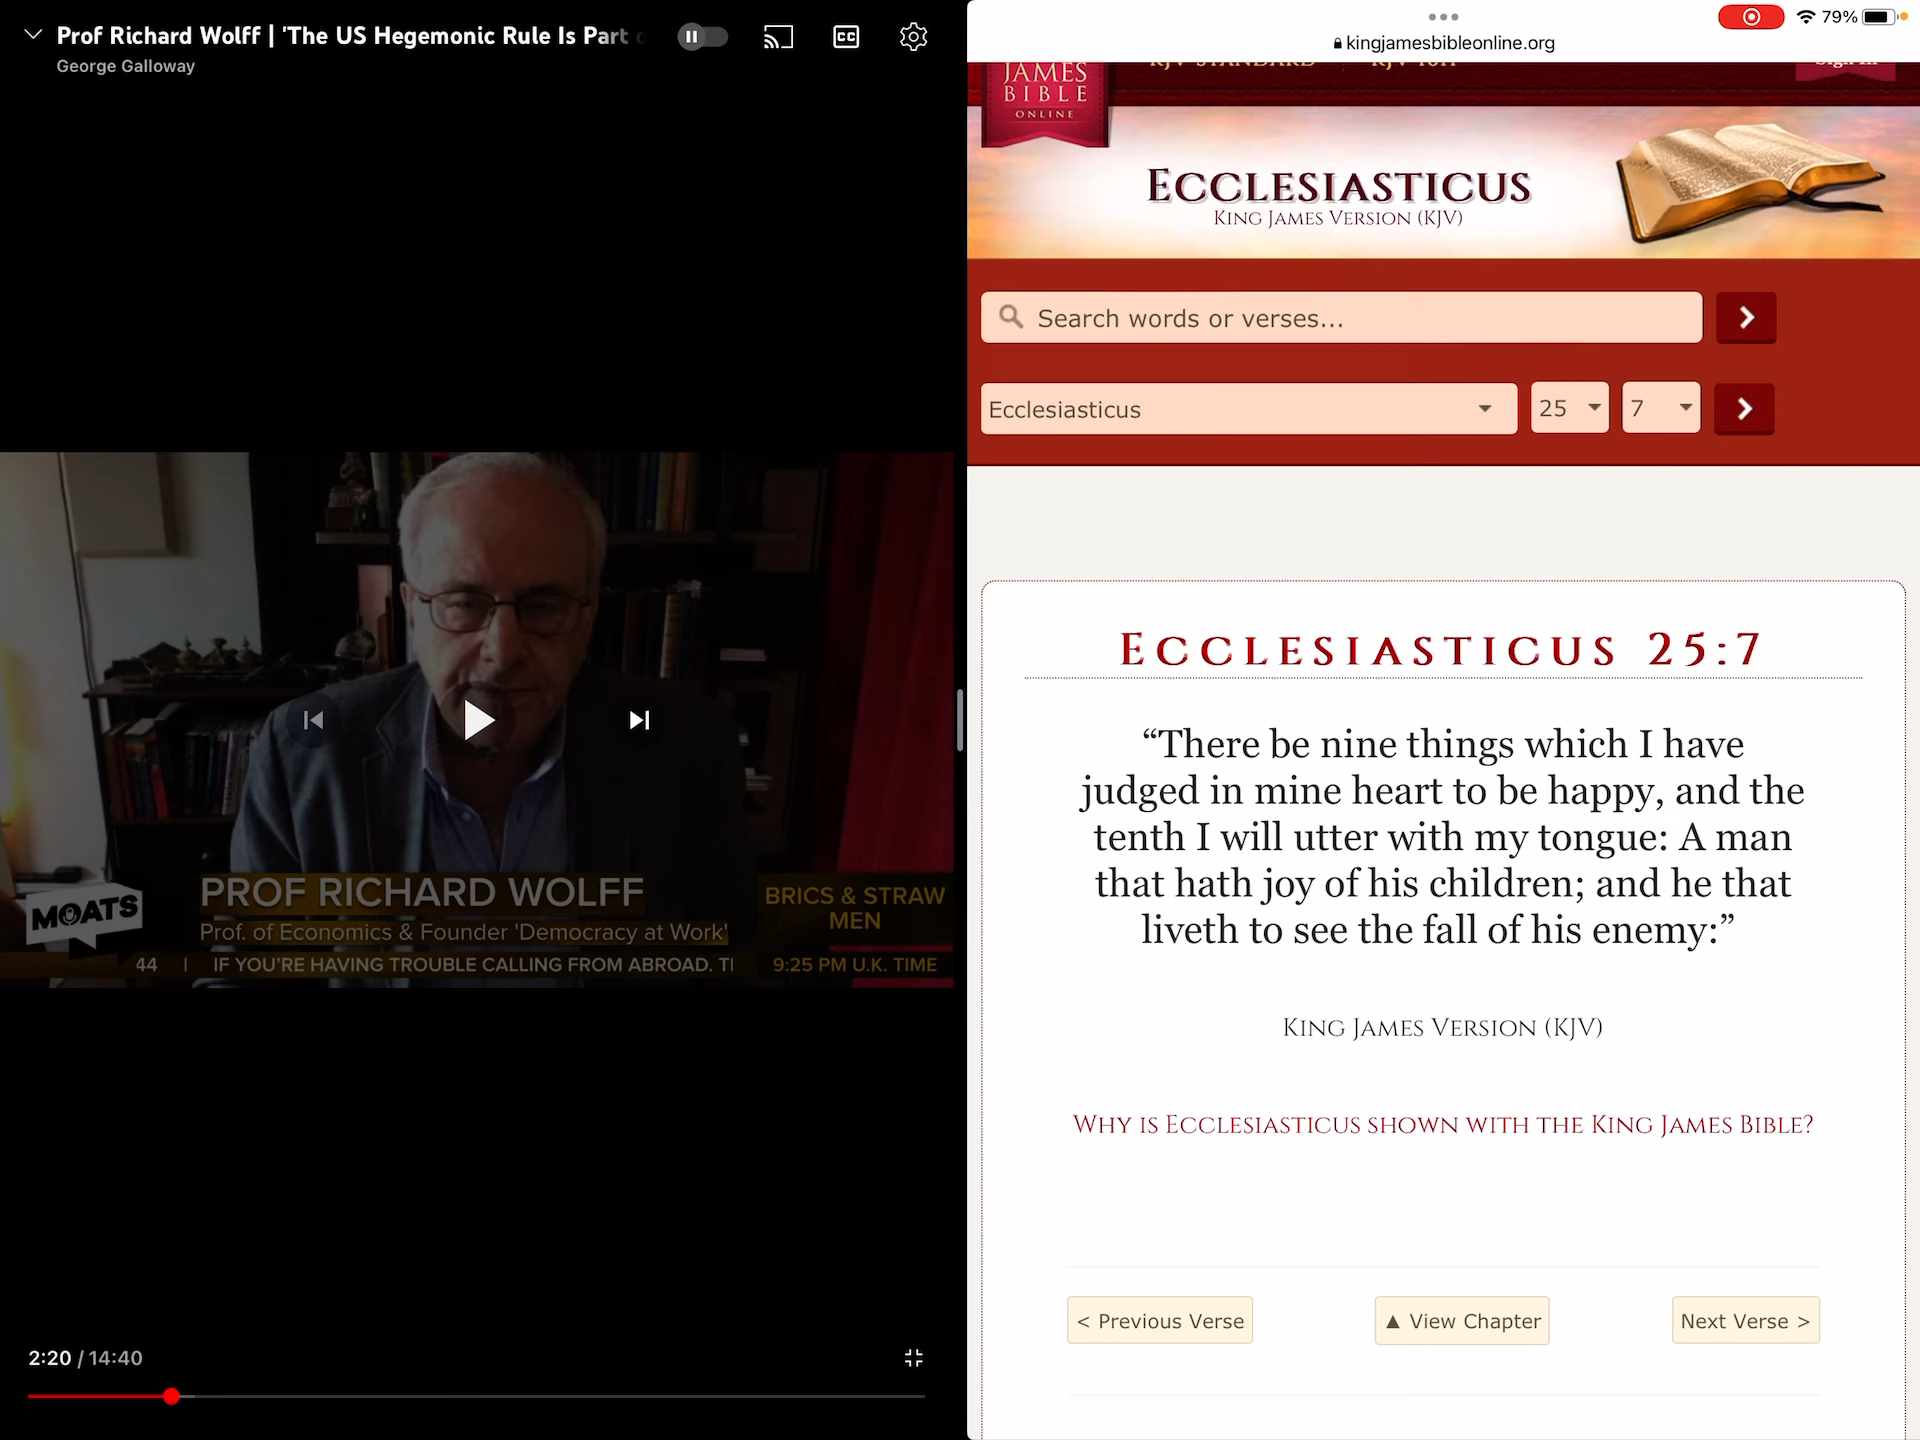 Prof Richard Wolff | 'The US Hegemonic Rule Is Part
George Galloway
CC
PROF RICHARD WOLFF
Prof. of Economics & Founder 'Democracy at Work'
BRICS & STRAW
MEN
MOATS
44 | IF YOU'RE HAVING TROUBLE CALLING FROM ABROAD. TI
9:25 PM U.K. TIME
2:20 / 14:40
79%
kingjamesbibleonline.org
JAMES
BIBLE
ONLINE
KJV STANDARD
Sign In
ECCLESIASTICUS
KING JAMES VERSION (KJV)
Search words or verses...
Ecclesiasticus
25
7
ECCLESIASTICUS 25:7
“There be nine things which I have
judged in mine heart to be happy, and the
tenth I will utter with my tongue: A man
that hath joy of his children; and he that
liveth to see the fall of his enemy:”
KING JAMES VERSION (KJV)
WHY IS ECCLESIASTICUS SHOWN WITH THE KING JAMES BIBLE?
< Previous Verse
▲ View Chapter
Next Verse >